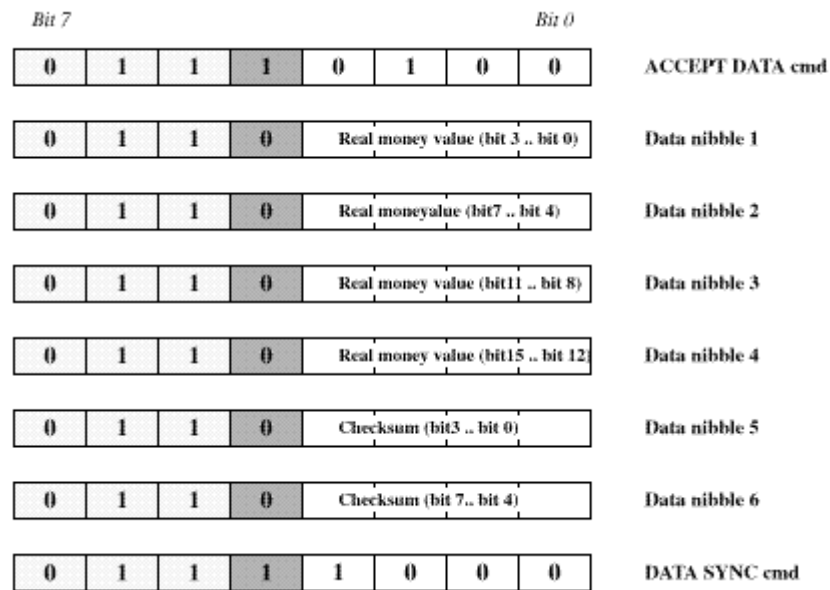 Bit 7 Bit 0
0 1 1 1 0 1 0 0 ACCEPT DATA cmd
0 1 1 0 Real money value (bit 3 .. bit 0) Data nibble 1
0 1 1 0 Real moneyalue (bit7 .. bit 4) Data nibble 2
0 1 1 0 Real money value (bit11 .. bit 8) Data nibble 3
0 1 1 0 Real money value (bit15 .. bit 12) Data nibble 4
0 1 1 0 Checksum (bit3 .. bit 0) Data nibble 5
0 1 1 0 Checksum (bit 7.. bit 4) Data nibble 6
0 1 1 1 1 0 0 0 DATA SYNC cmd